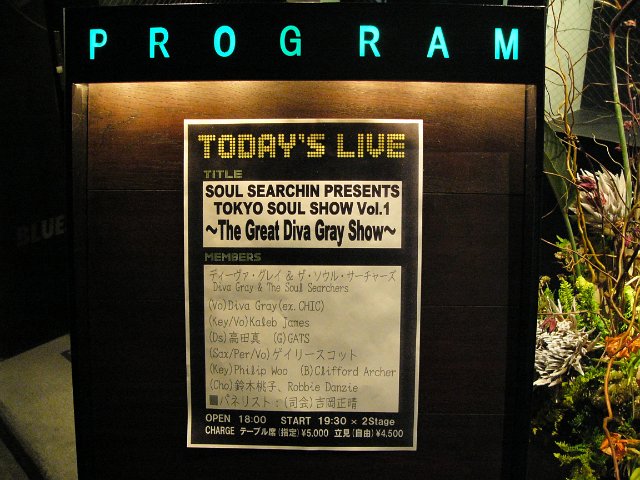 PROGRAM
TODAY'S LIVE
TITLE
SOUL SEARCHIN PRESENTS
TOKYO SOUL SHOW Vol.1
～The Great Diva Gray Show～
MEMBERS
ディーヴァ・グレイ & ザ・ソウル・サーチャーズ
Diva Gray & The Soull Searchers
(Vo)Diva Gray(ex.CHIC)
(Key/Vo)Kaleb James
(Ds)高田真 (G)GATS
(Sax/Per/Vo)ゲイリースコット
(Key)Philip Woo (B)Clifford Archer
(Cho)鈴木桃子、Robbie Danzie
■パネリスト：(司会)吉岡正晴
OPEN 18:00 START 19:30 × 2Stage
CHARGE テーブル席(指定)¥5,000 立見(自由)¥4,500
BLUE